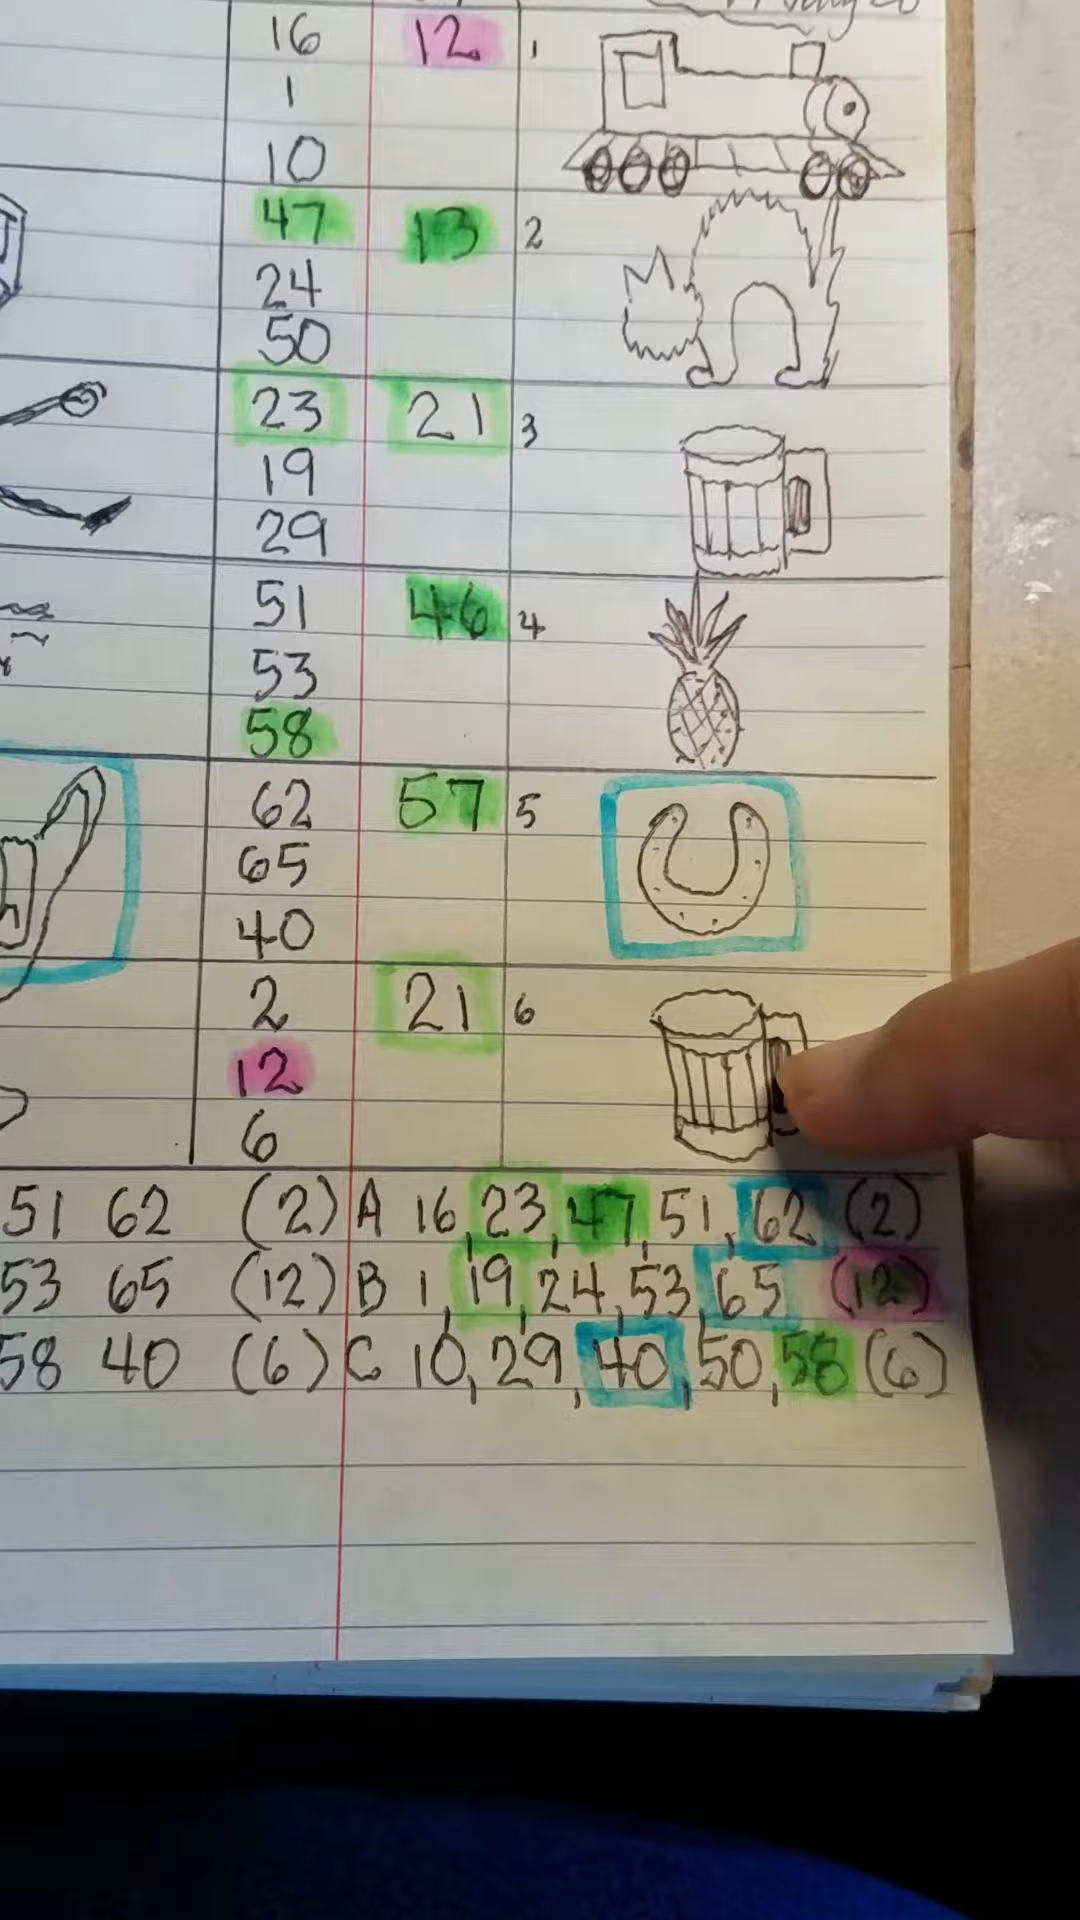 16 12 1
1
10
47 13 2
24
50
23 21 3
19
29
51 46 4
53
58
62 57 5
65
40
2 21 6
12
6
51 62 (2) A 16, 23, 47, 51, 62 (2)
53 65 (12) B 1, 19, 24, 53, 65 (12)
58 40 (6) C 10, 29, 40, 50, 58 (6)